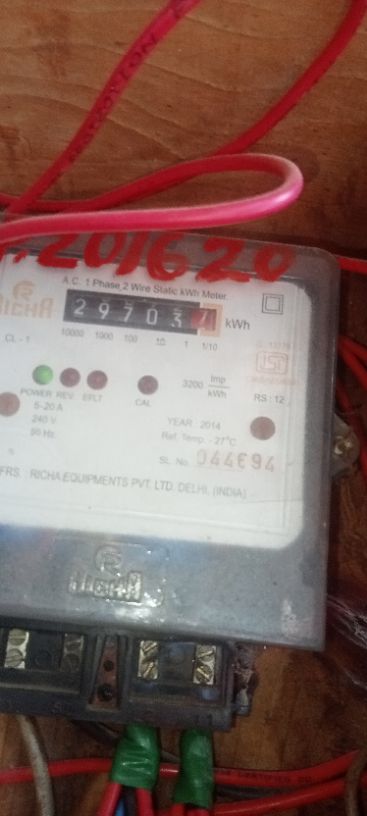 201620
RICHA
A.C. 1 Phase 2 Wire Static kWh Meter.
29703 kWh
10000 1000 100 10 1 1/10
CL - 1
POWER REV EFLT CAL 3200 Imp/kWh RS : 12
5-20 A
240 V YEAR : 2014
50 Hz. Ref. Temp. - 27°C
SL. No. 044694
MFRS. RICHA EQUIPMENTS PVT. LTD. DELHI. (INDIA)
RICHA